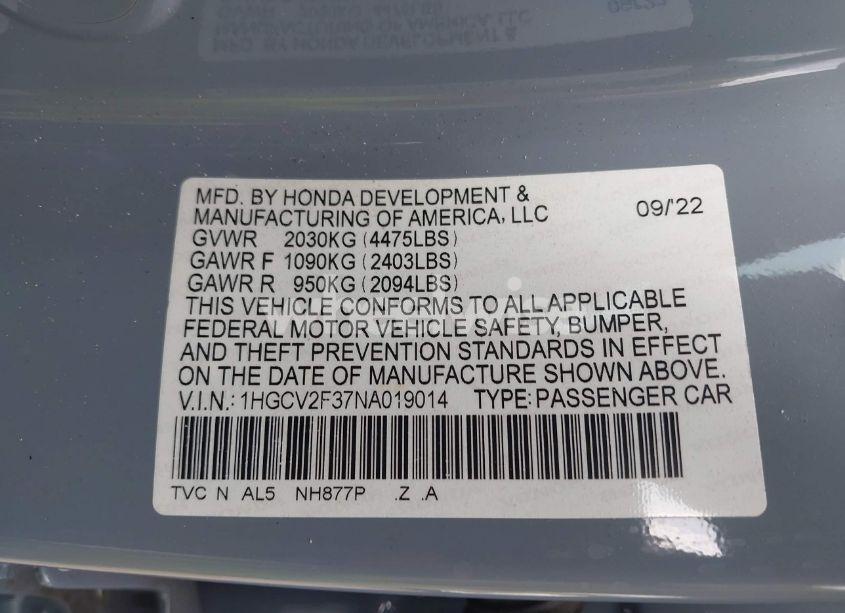 MFD. BY HONDA DEVELOPMENT &
MANUFACTURING OF AMERICA, LLC
09/'22
GVWR 2030KG (4475LBS)
GAWR F 1090KG (2403LBS)
GAWR R 950KG (2094LBS)
THIS VEHICLE CONFORMS TO ALL APPLICABLE
FEDERAL MOTOR VEHICLE SAFETY, BUMPER,
AND THEFT PREVENTION STANDARDS IN EFFECT
ON THE DATE OF MANUFACTURE SHOWN ABOVE.
V.I.N.: 1HGCV2F37NA019014 TYPE: PASSENGER CAR
TVC N AL5 NH877P .Z .A